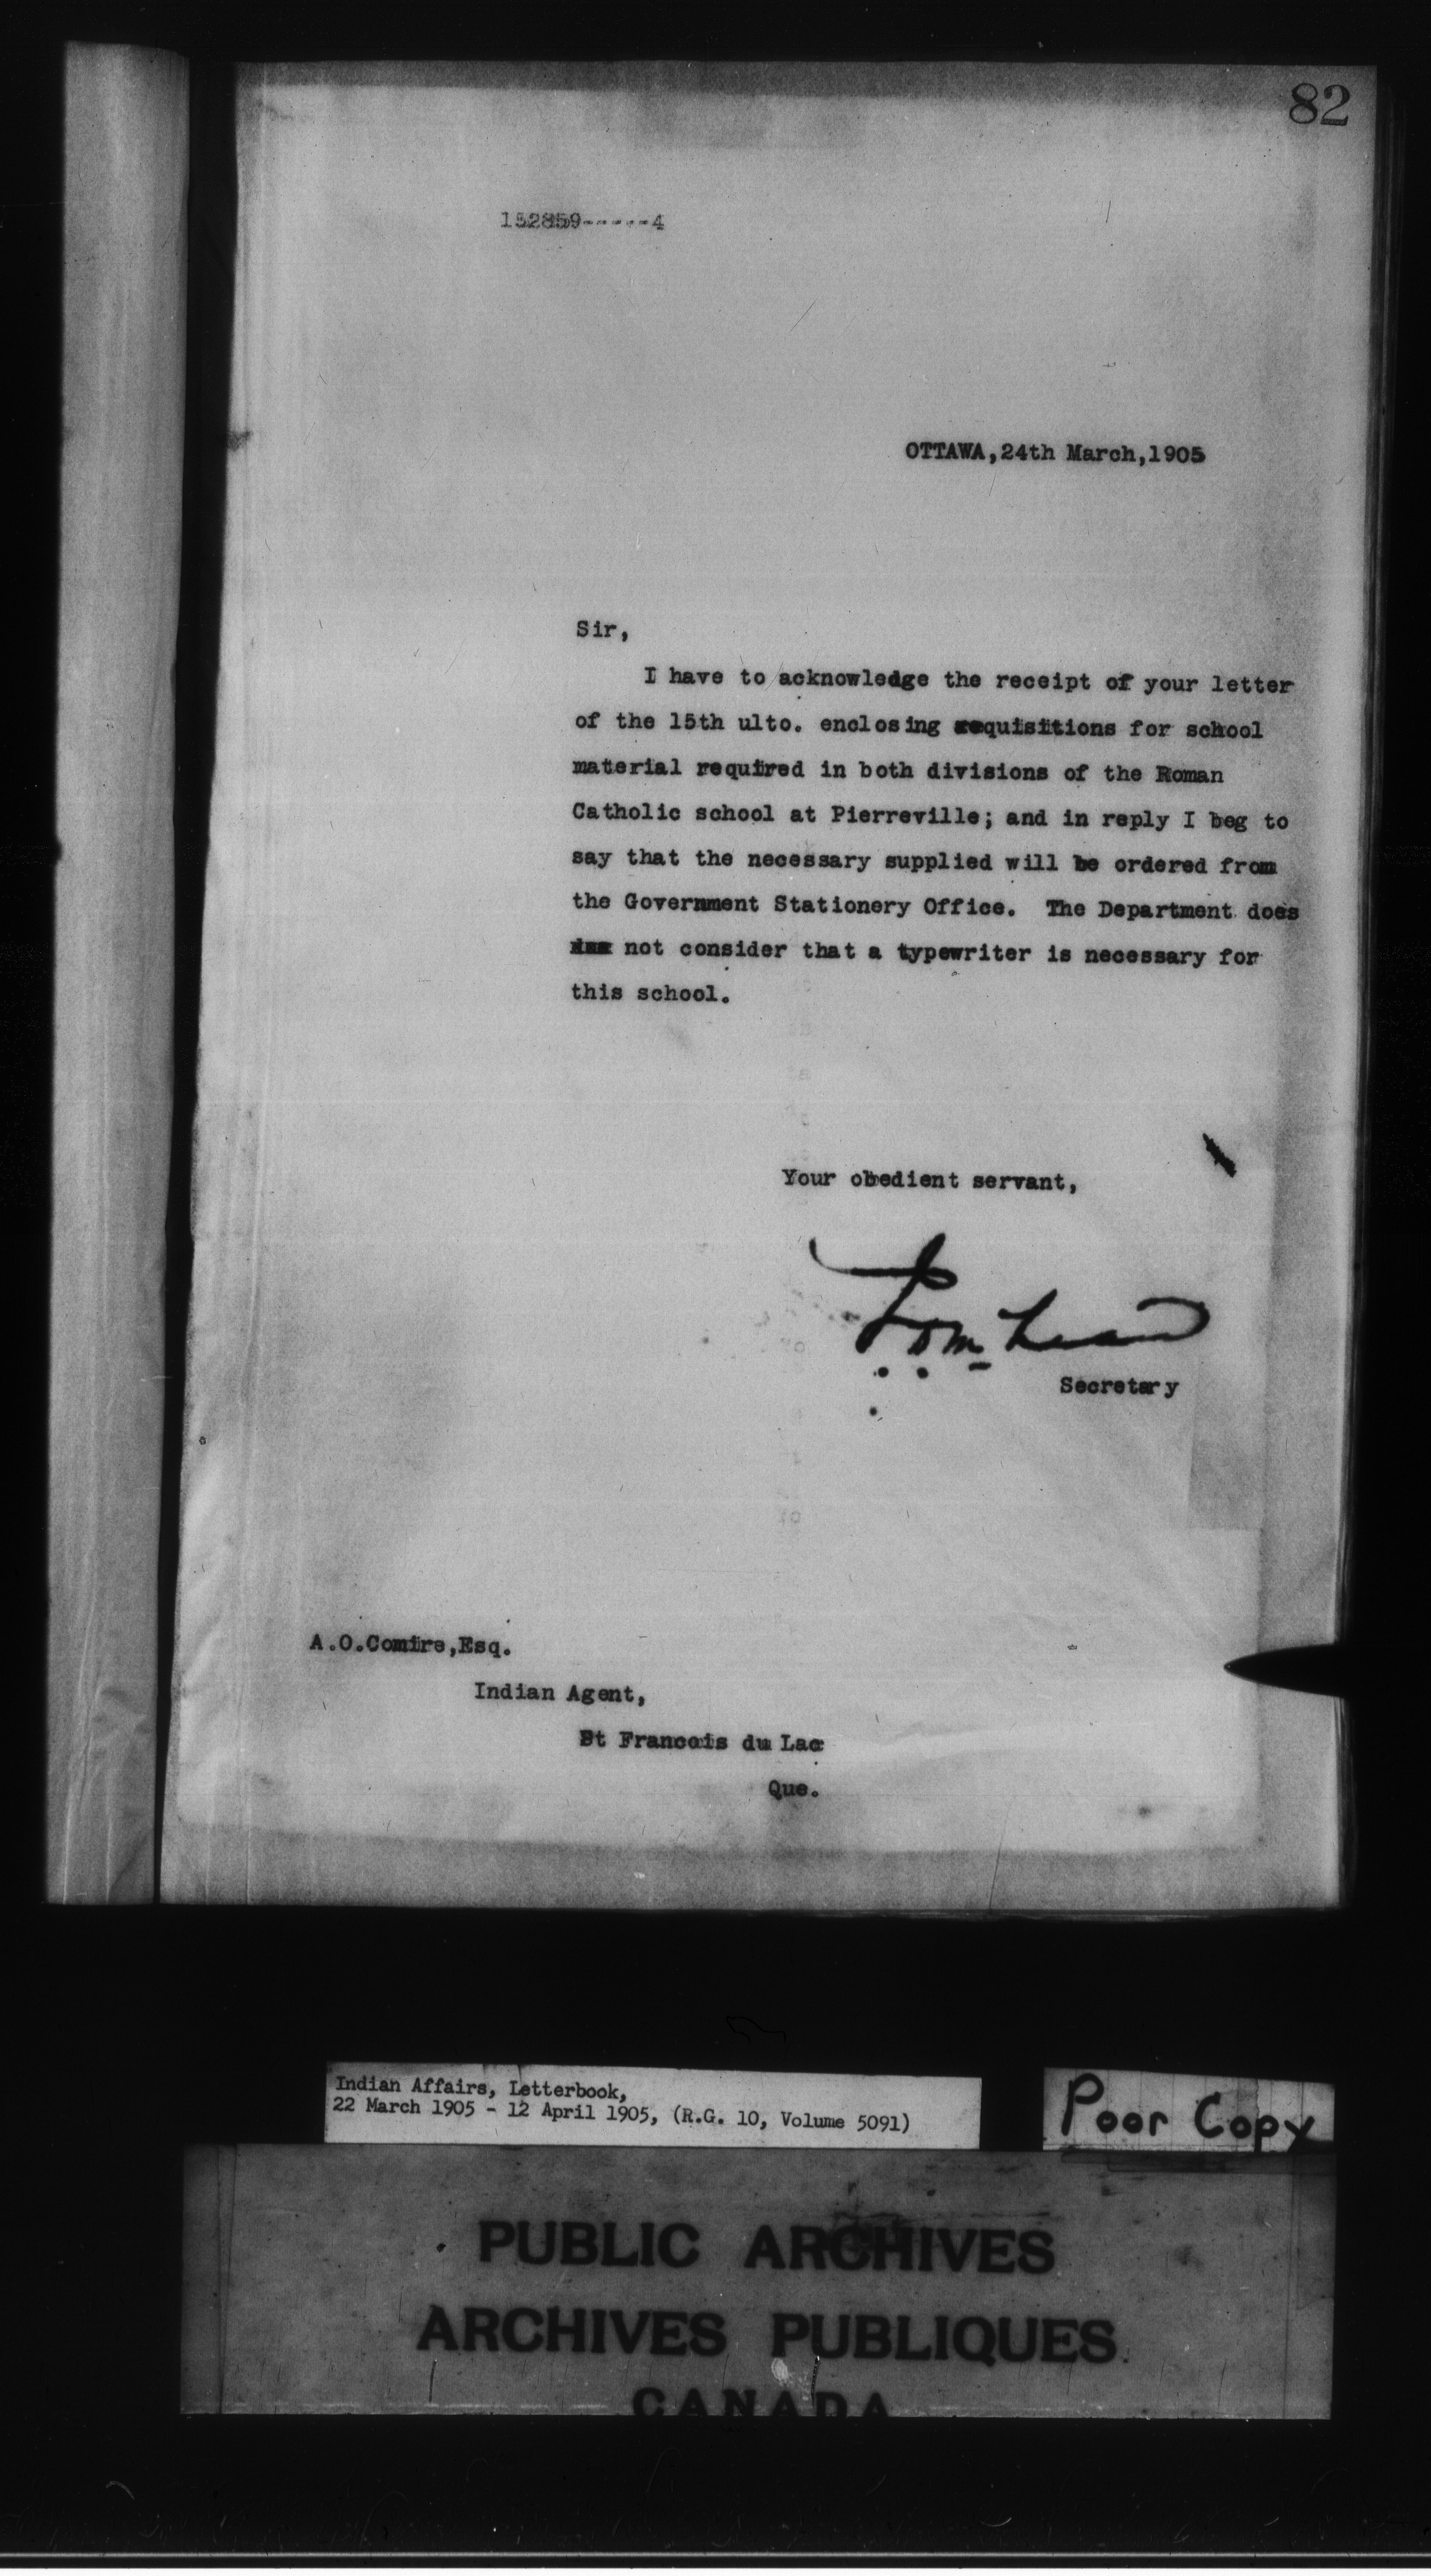 82
152859------4
OTTAWA,24th March,1905
Sir,
I have to acknowledge the receipt of your letter
of the 15th ulto. enclosing requisitions for school
material required in both divisions of the Roman
Catholic school at Pierreville; and in reply I beg to
say that the necessary supplied will be ordered from
the Government Stationery Office. The Department does
not consider that a typewriter is necessary for
this school.
Your obedient servant,
Secretary
A.O.Comire,Esq.
Indian Agent,
St Francois du Lac
Que.
Indian Affairs, Letterbook,
22 March 1905 - 12 April 1905, (R.G. 10, Volume 5091)
Poor Copy
PUBLIC ARCHIVES
ARCHIVES PUBLIQUES
CANADA